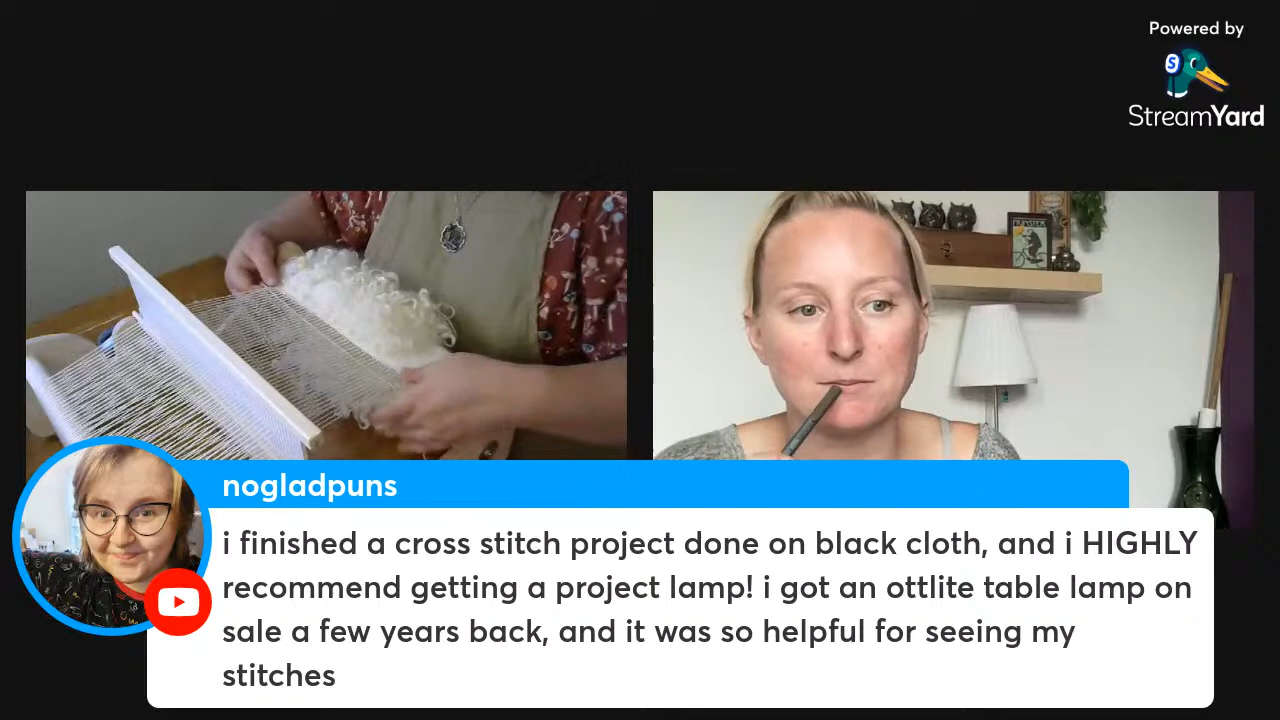 Powered by
StreamYard
nogladpuns
i finished a cross stitch project done on black cloth, and i HIGHLY
recommend getting a project lamp! i got an ottlite table lamp on
sale a few years back, and it was so helpful for seeing my
stitches